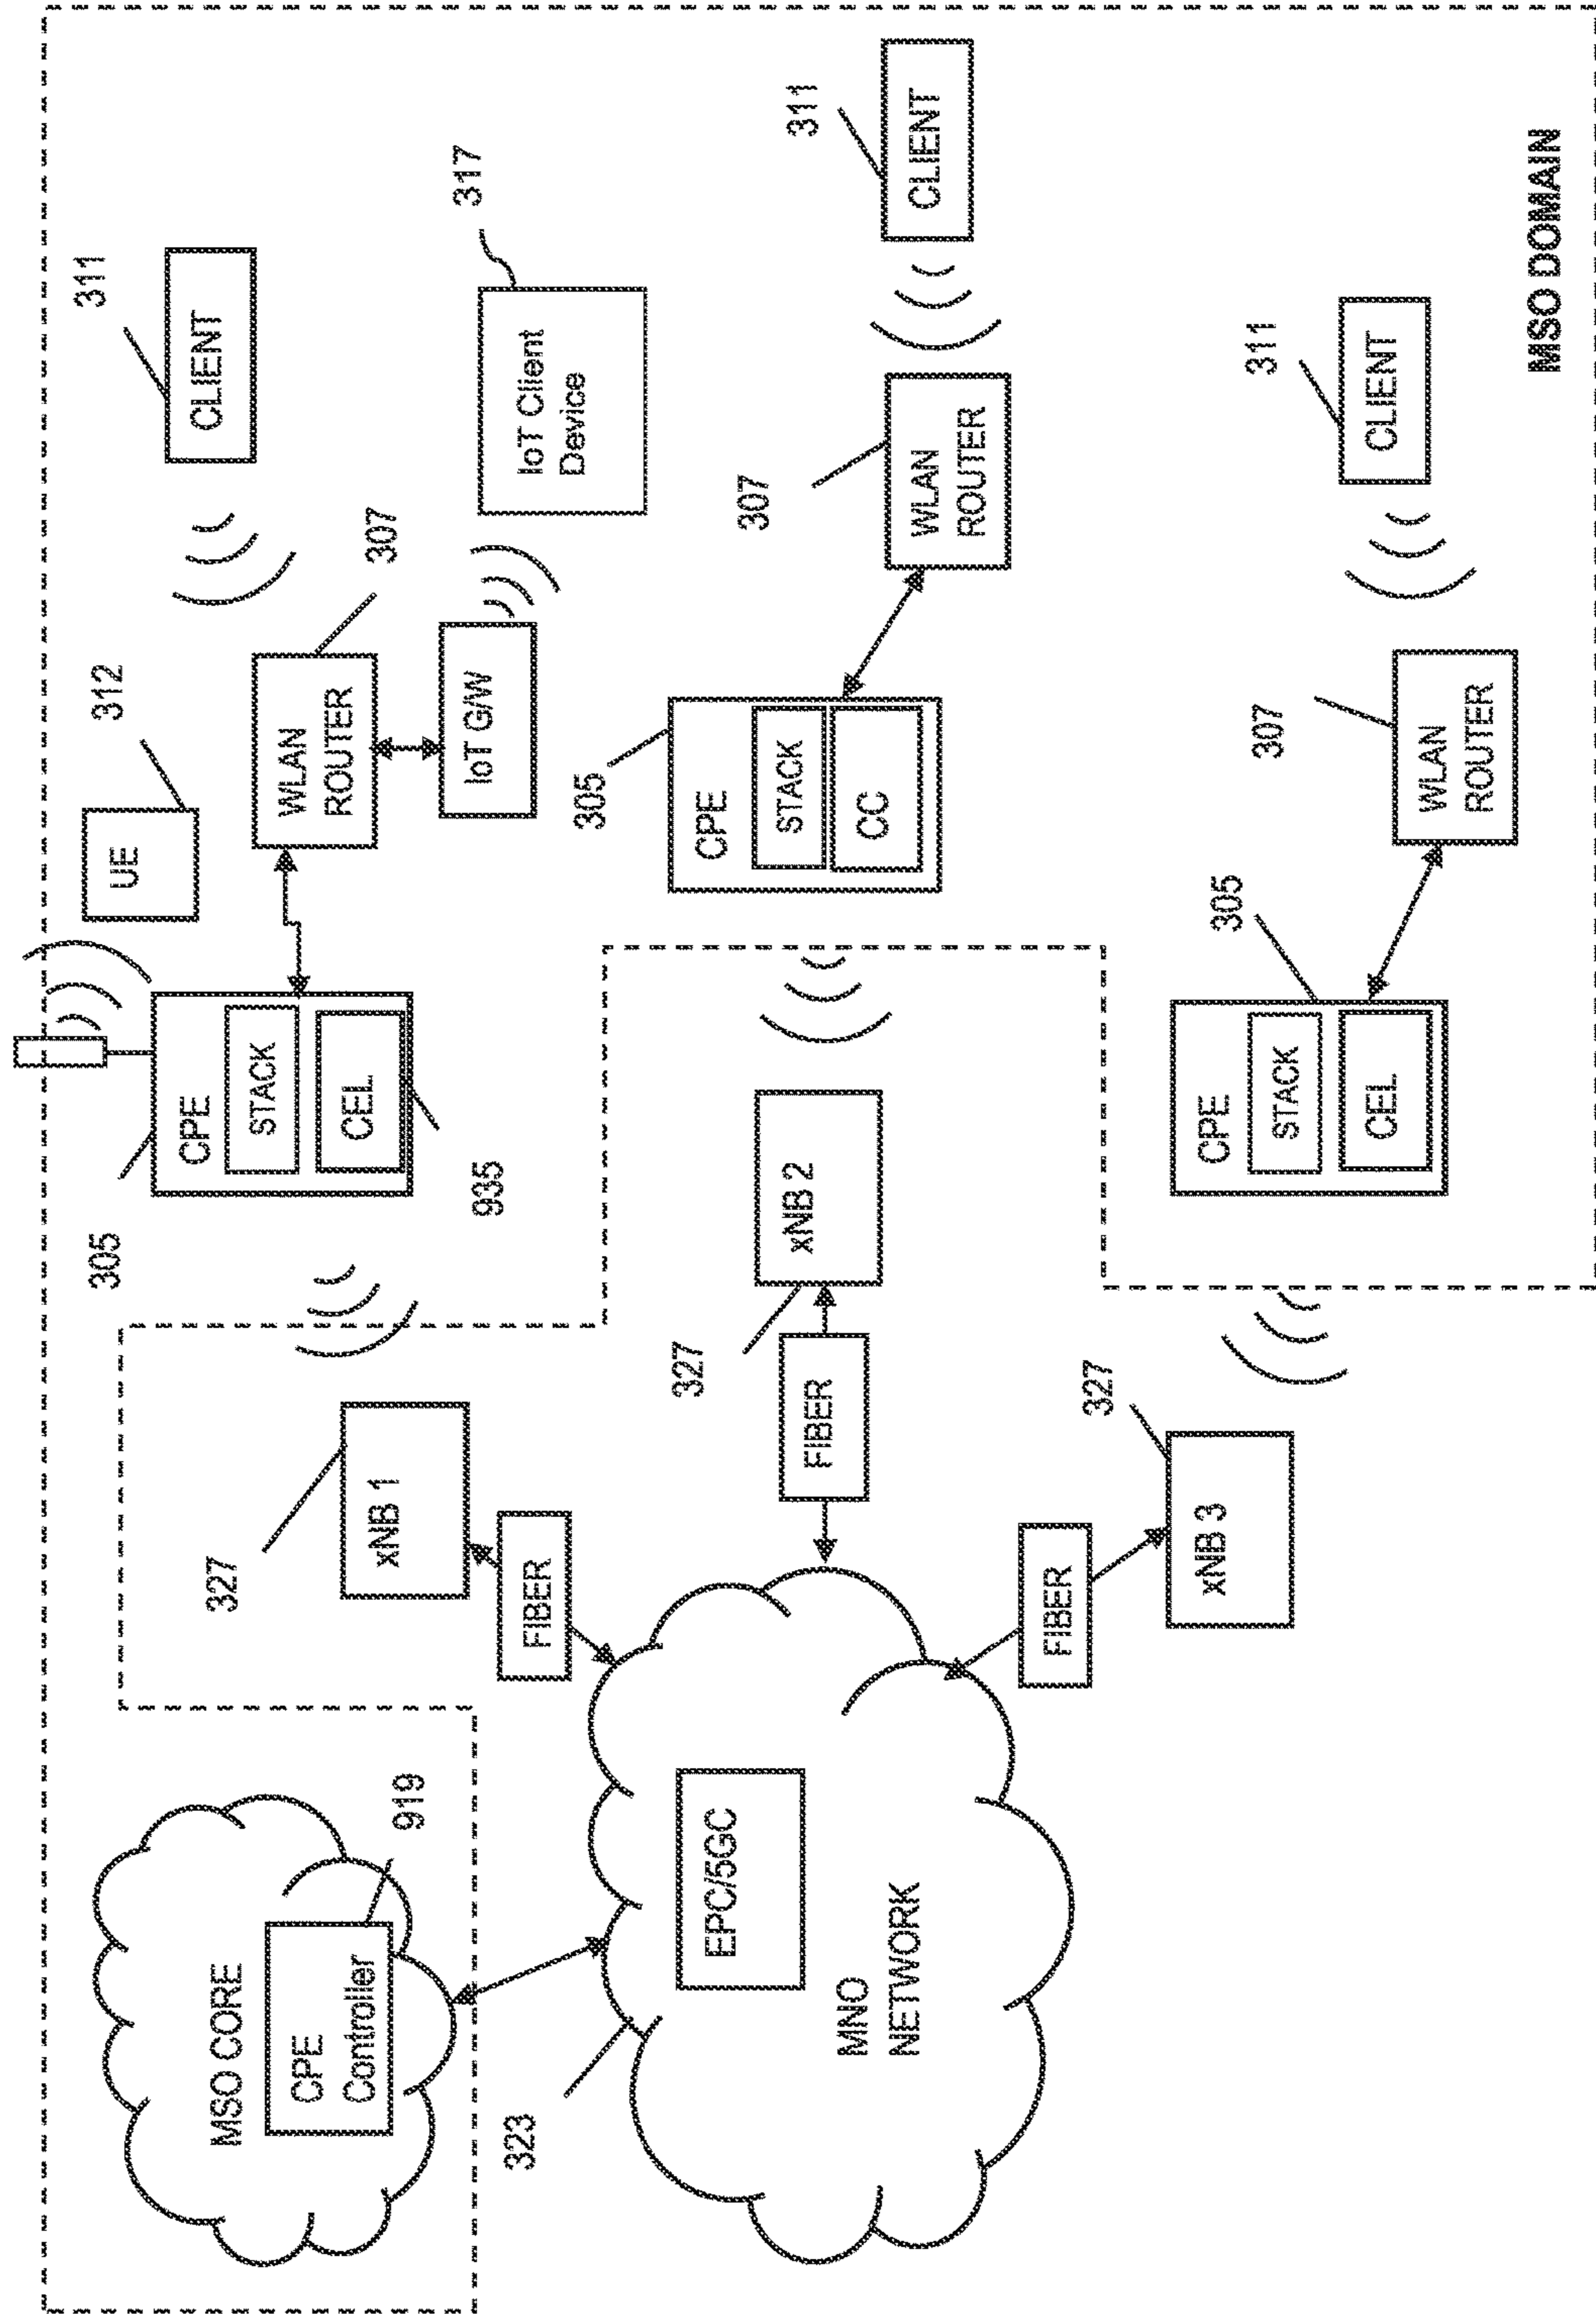 305
312
311
UE
MSO CORE
CPE
Controller
919
327
xNB 1
CPE
STACK
CEL
935
WLAN
ROUTER
307
CLIENT
IoT G/W
317
IoT Client
Device
323
FIBER
EPC/5GC
MNO
NETWORK
327
FIBER
xNB 2
305
CPE
STACK
CC
307
WLAN
ROUTER
311
CLIENT
FIBER
327
xNB 3
305
CPE
STACK
CEL
307
WLAN
ROUTER
311
CLIENT
MSO DOMAIN